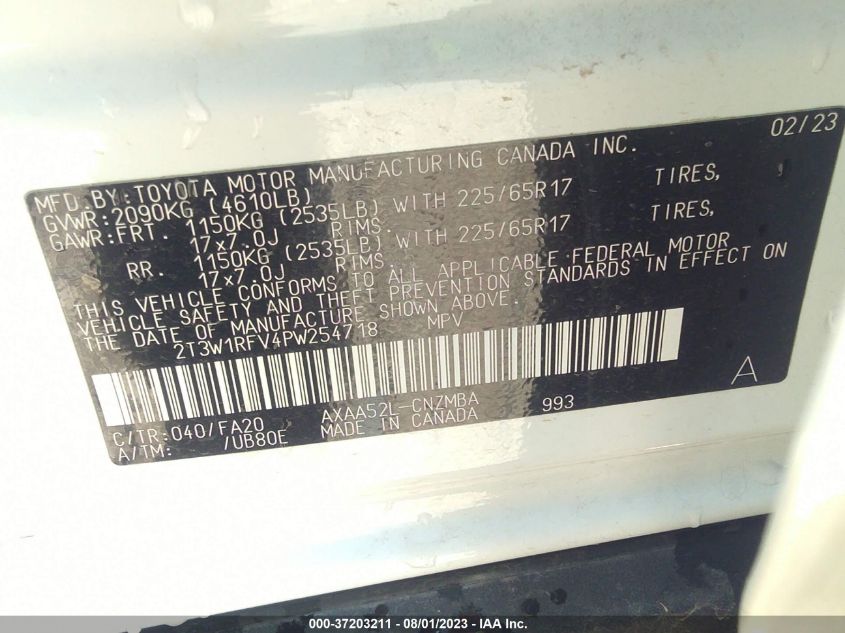 02/23
MFD.BY:TOYOTA MOTOR MANUFACTURING CANADA INC.
GVWR:2090KG (4610LB)
GAWR:FRT. 1150KG (2535LB) WITH 225/65R17 TIRES,
17x7.0J RIMS.
RR. 1150KG (2535LB) WITH 225/65R17 TIRES,
17x7.0J RIMS
THIS VEHICLE CONFORMS TO ALL APPLICABLE FEDERAL MOTOR
VEHICLE SAFETY AND THEFT PREVENTION STANDARDS IN EFFECT ON
THE DATE OF MANUFACTURE SHOWN ABOVE.
2T3W1RFV4PW254718 MPV
A
C/TR:040/FA20 AXAA52L-CNZMBA 993
A/TM: /UB80E MADE IN CANADA
000-37203211 - 08/01/2023 - IAA Inc.